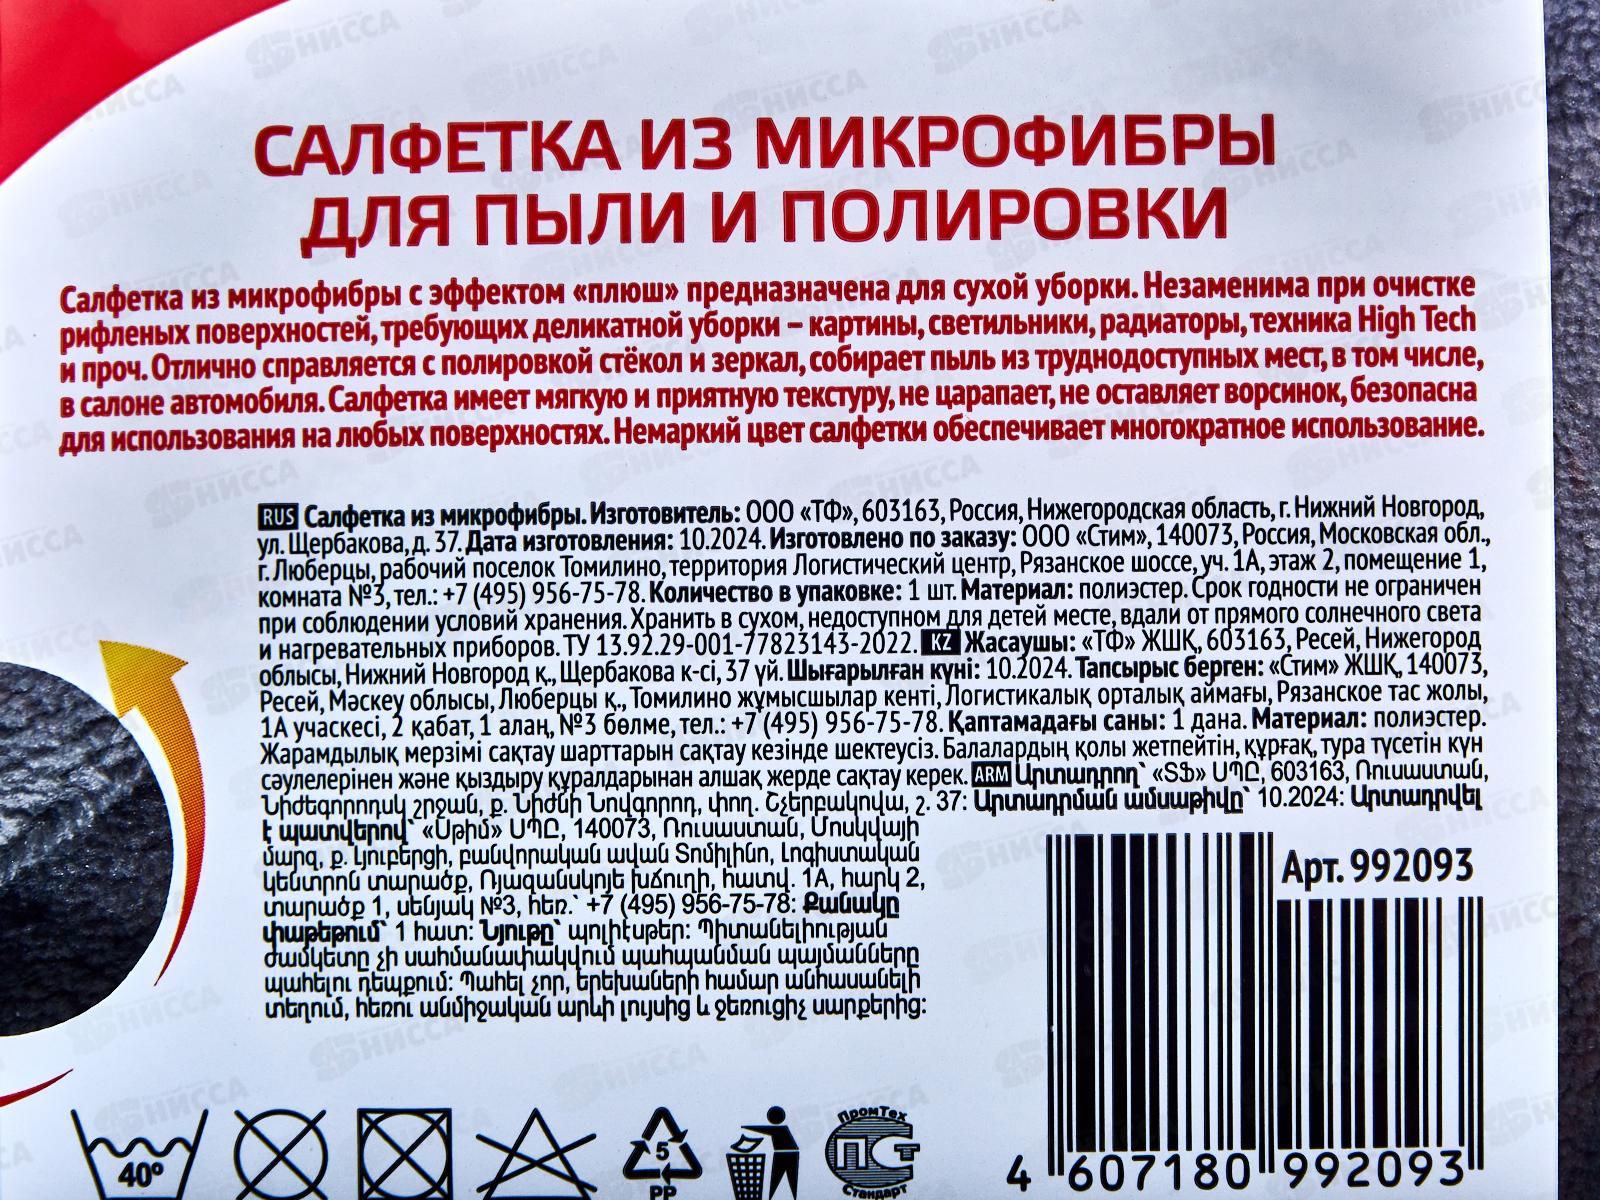 САЛФЕТКА ИЗ МИКРОФИБРЫ
ДЛЯ ПЫЛИ И ПОЛИРОВКИ
Салфетка из микрофибры с эффектом «плюш» предназначена для сухой уборки. Незаменима при очистке
рифленых поверхностей, требующих деликатной уборки – картины, светильники, радиаторы, техника High Tech
и проч. Отлично справляется с полировкой стёкол и зеркал, собирает пыль из труднодоступных мест, в том числе,
в салоне автомобиля. Салфетка имеет мягкую и приятную текстуру, не царапает, не оставляет ворсинок, безопасна
для использования на любых поверхностях. Немаркий цвет салфетки обеспечивает многократное использование.
RUS Салфетка из микрофибры. Изготовитель: ООО «ТФ», 603163, Россия, Нижегородская область, г. Нижний Новгород,
ул. Щербакова, д. 37. Дата изготовления: 10.2024. Изготовлено по заказу: ООО «Стим», 140073, Россия, Московская обл.,
г. Люберцы, рабочий поселок Томилино, территория Логистический центр, Рязанское шоссе, уч. 1А, этаж 2, помещение 1,
комната №3, тел.: +7 (495) 956-75-78. Количество в упаковке: 1 шт. Материал: полиэстер. Срок годности не ограничен
при соблюдении условий хранения. Хранить в сухом, недоступном для детей месте, вдали от прямого солнечного света
и нагревательных приборов. ТУ 13.92.29-001-77823143-2022. KZ Жасаушы: «ТФ» ЖШҚ, 603163, Ресей, Нижегород
облысы, Нижний Новгород қ., Щербакова к-сі, 37 үй. Шығарылған күні: 10.2024. Тапсырыс берген: «Стим» ЖШҚ, 140073,
Ресей, Мәскеу облысы, Люберцы қ., Томилино жұмысшылар кенті, Логистикалық орталық аймағы, Рязанское тас жолы,
1А учаскесі, 2 қабат, 1 алаң, №3 бөлме, тел.: +7 (495) 956-75-78. Қаптамадағы саны: 1 дана. Материал: полиэстер.
Жарамдылық мерзімі сақтау шарттарын сақтау кезінде шектеусіз. Балалардың қолы жетпейтін, құрғақ, тура түсетін күн
сәулелерінен және қыздыру құралдарынан алшақ жерде сақтау керек. ARM Արտադրող՝ «ՏՖ» ՍՊԸ, 603163, Ռուսաստան,
Նիժեգորոդսկ շրջան, ք. Նիժնի Նովգորոդ, փող. Շչերբակովա, շ. 37: Արտադրման ամսաթիվը՝ 10.2024: Արտադրվել
է պատվերով՝ «Սթիմ» ՍՊԸ, 140073, Ռուսաստան, Մոսկվայի
մարզ, ք. Լյուբերցի, բանվորական ավան Տոմիլինո, Լոգիստական
կենտրոն տարածք, Ռյազանսկոյե խճուղի, հատվ. 1Ա, հարկ 2,
տարածք 1, սենյակ №3, հեռ.՝ +7 (495) 956-75-78: Քանակը
փաթեթում՝ 1 հատ: Նյութը՝ պոլիէսթեր: Պիտանելիության
ժամկետը չի սահմանափակվում պահպանման պայմանները
պահելու դեպքում: Պահել չոր, երեխաների համար անհասանելի
տեղում, հեռու անմիջական արևի լույսից և ջեռուցիչ սարքերից:
Арт. 992093
40º
5
PP
ПромТех
ПСт
Стандарт
4 607180 992093
НИССА